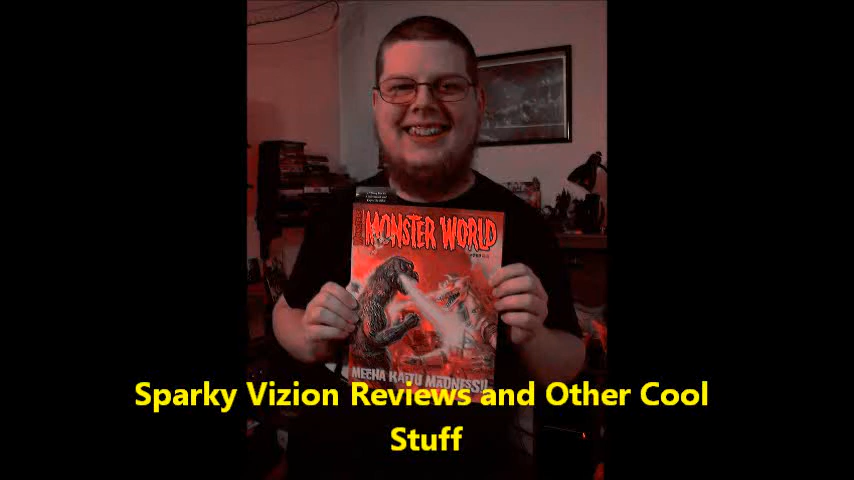 MONSTER WORLD
MECHA KAIJU MADNESS!!
Sparky Vizion Reviews and Other Cool
Stuff